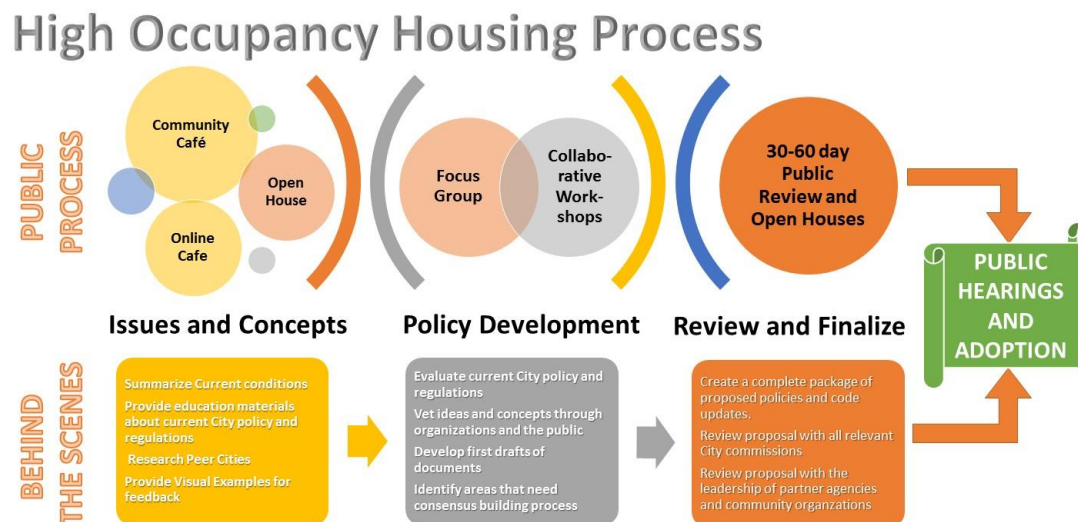 High Occupancy Housing Process
PUBLIC
PROCESS
Community
Café
Open
House
Online
Cafe
Focus
Group
Collabo-
rative
Work-
shops
30-60 day
Public
Review and
Open Houses
PUBLIC
HEARINGS
AND
ADOPTION
Issues and Concepts
Policy Development
Review and Finalize
BEHIND
THE SCENES
Summarize Current conditions
Provide education materials
about current City policy and
regulations
Research Peer Cities
Provide Visual Examples for
feedback
Evaluate current City policy and
regulations
Vet ideas and concepts through
organizations and the public
Develop first drafts of
documents
Identify areas that need
consensus building process
Create a complete package of
proposed policies and code
updates.
Review proposal with all relevant
City commissions
Review proposal with the
leadership of partner agencies
and community organzations